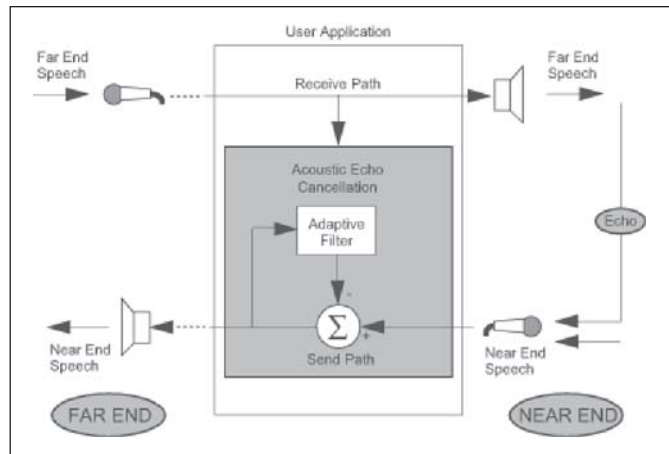 User Application
Far End
Speech
Receive Path
Far End
Speech
Acoustic Echo
Cancellation
Adaptive
Filter
Echo
-
Σ
+
Near End
Speech
Send Path
Near End
Speech
FAR END
NEAR END